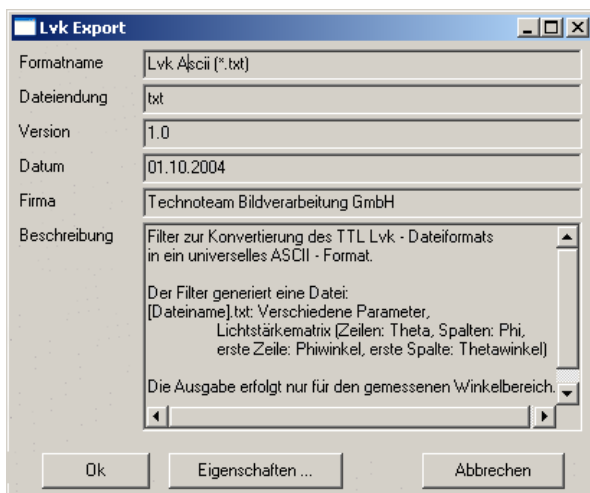 Lvk Export
Formatname Lvk Ascii (*.txt)
Dateiendung txt
Version 1.0
Datum 01.10.2004
Firma Technoteam Bildverarbeitung GmbH
Beschreibung Filter zur Konvertierung des TTL Lvk - Dateiformats
in ein universelles ASCII - Format.
Der Filter generiert eine Datei:
[Dateiname].txt: Verschiedene Parameter,
Lichtstärkematrix (Zeilen: Theta, Spalten: Phi,
erste Zeile: Phiwinkel, erste Spalte: Thetawinkel)
Die Ausgabe erfolgt nur für den gemessenen Winkelbereich.
Ok Eigenschaften ... Abbrechen